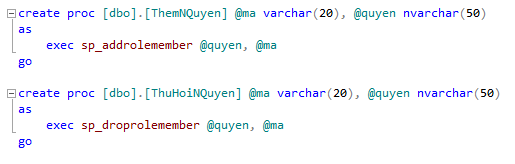 create proc [dbo].[ThemNQuyen] @ma varchar(20), @quyen nvarchar(50)
as
exec sp_addrolemember @quyen, @ma
go
create proc [dbo].[ThuHoiNQuyen] @ma varchar(20), @quyen nvarchar(50)
as
exec sp_droprolemember @quyen, @ma
go